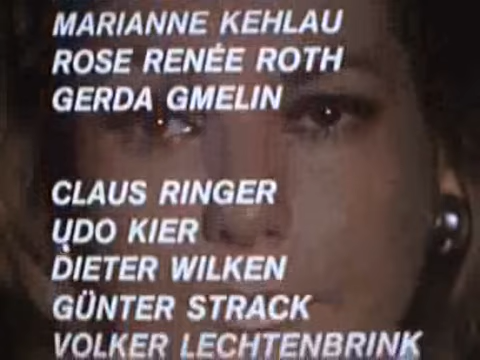 MARIANNE KEHLAU
ROSE RENÉE ROTH
GERDA GMELIN
CLAUS RINGER
UDO KIER
DIETER WILKEN
GÜNTER STRACK
VOLKER LECHTENBRINK